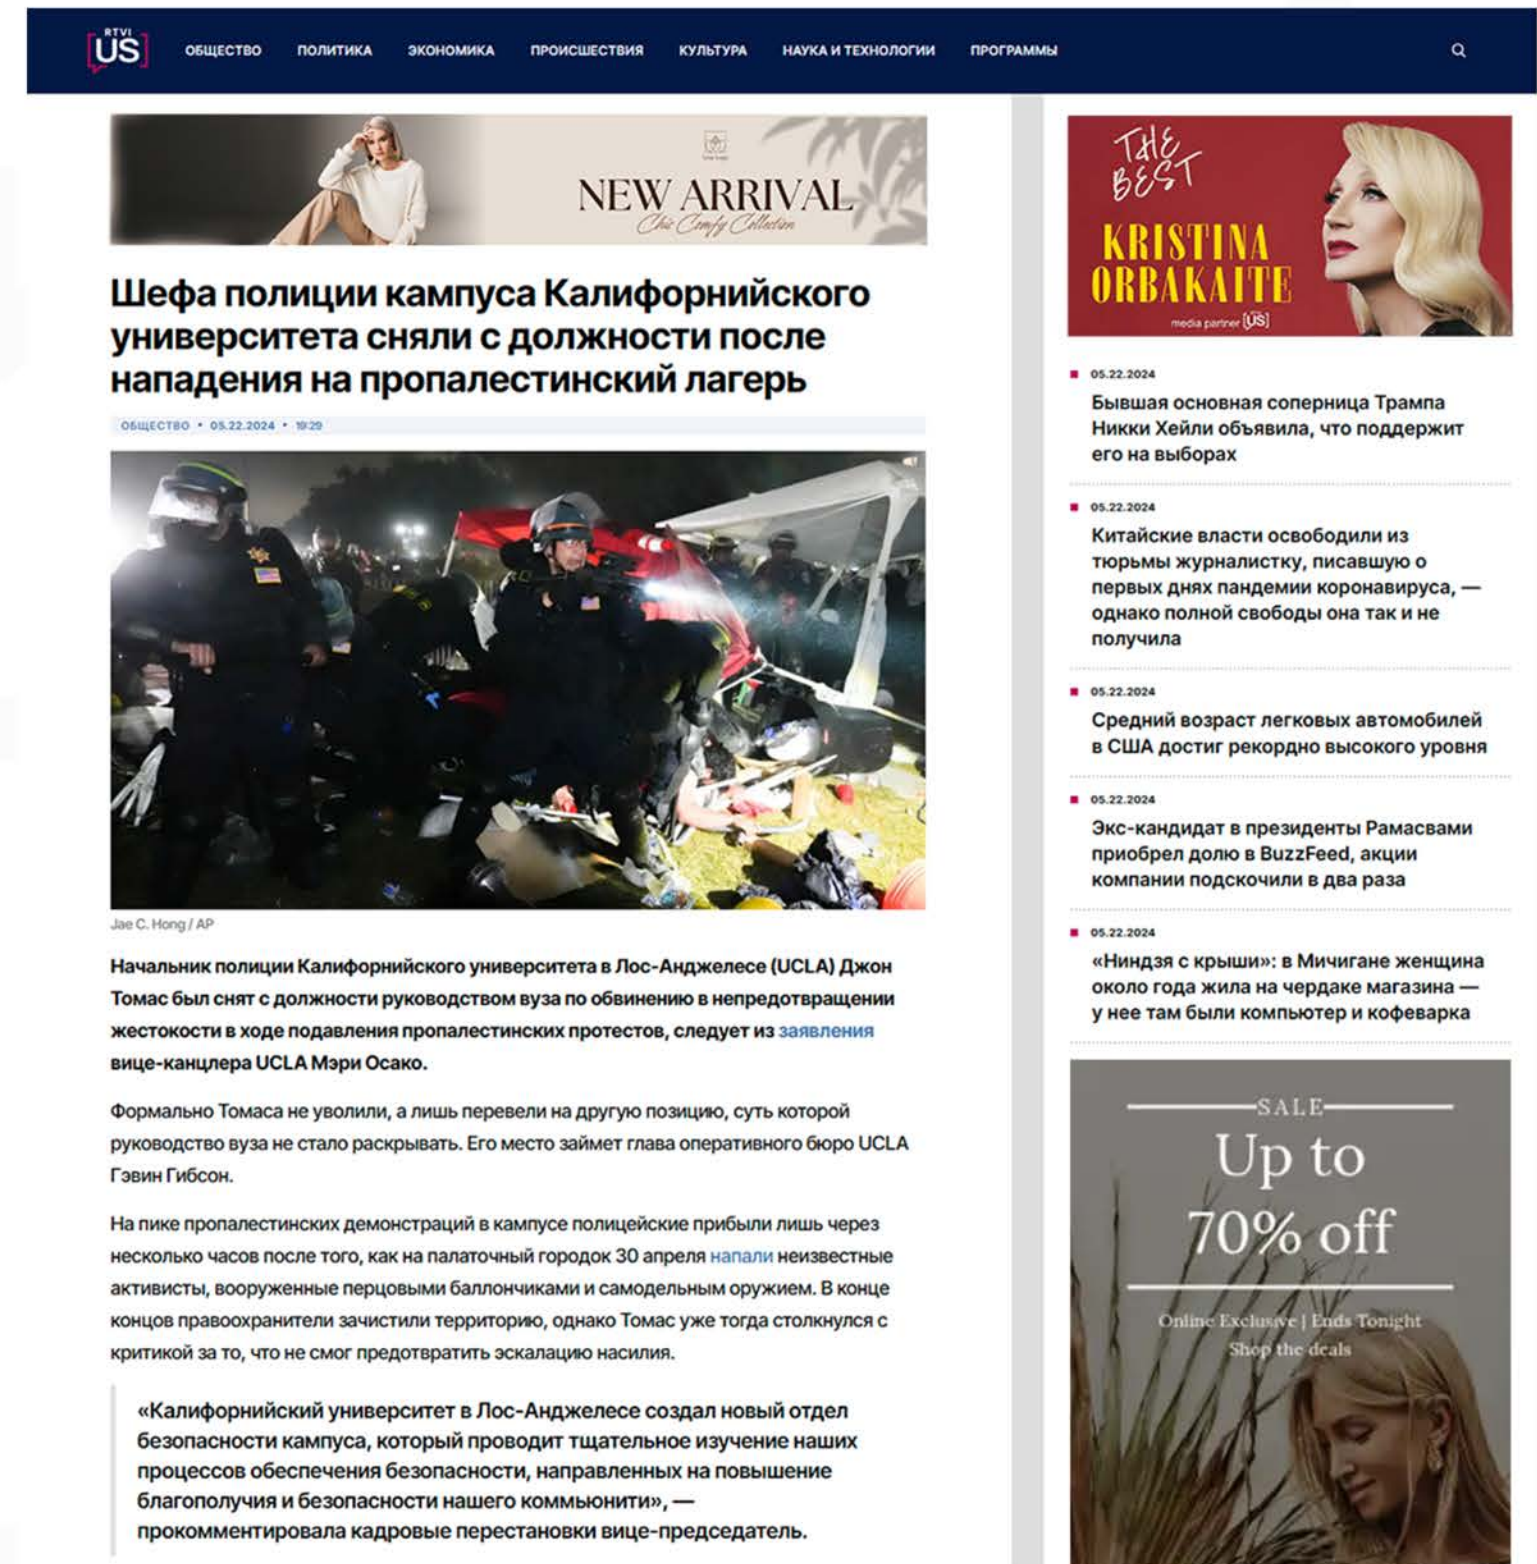 RTVI
US
ОБЩЕСТВО
ПОЛИТИКА
ЭКОНОМИКА
ПРОИСШЕСТВИЯ
КУЛЬТУРА
НАУКА И ТЕХНОЛОГИИ
ПРОГРАММЫ
NEW ARRIVAL
Chic Comfy Collection
Шефа полиции кампуса Калифорнийского
университета сняли с должности после
нападения на пропалестинский лагерь
ОБЩЕСТВО • 05.22.2024 • 19:29
Jae C. Hong / AP
Начальник полиции Калифорнийского университета в Лос-Анджелесе (UCLA) Джон
Томас был снят с должности руководством вуза по обвинению в непредотвращении
жестокости в ходе подавления пропалестинских протестов, следует из заявления
вице-канцлера UCLA Мэри Осако.
Формально Томаса не уволили, а лишь перевели на другую позицию, суть которой
руководство вуза не стало раскрывать. Его место займет глава оперативного бюро UCLA
Гэвин Гибсон.
На пике пропалестинских демонстраций в кампусе полицейские прибыли лишь через
несколько часов после того, как на палаточный городок 30 апреля напали неизвестные
активисты, вооруженные перцовыми баллончиками и самодельным оружием. В конце
концов правоохранители зачистили территорию, однако Томас уже тогда столкнулся с
критикой за то, что не смог предотвратить эскалацию насилия.
«Калифорнийский университет в Лос-Анджелесе создал новый отдел
безопасности кампуса, который проводит тщательное изучение наших
процессов обеспечения безопасности, направленных на повышение
благополучия и безопасности нашего коммьюнити», —
прокомментировала кадровые перестановки вице-председатель.
THE
BEST
KRISTINA
ORBAKAITE
media partner [US]
05.22.2024
Бывшая основная соперница Трампа
Никки Хейли объявила, что поддержит
его на выборах
05.22.2024
Китайские власти освободили из
тюрьмы журналистку, писавшую о
первых днях пандемии коронавируса, —
однако полной свободы она так и не
получила
05.22.2024
Средний возраст легковых автомобилей
в США достиг рекордно высокого уровня
05.22.2024
Экс-кандидат в президенты Рамасвами
приобрел долю в BuzzFeed, акции
компании подскочили в два раза
05.22.2024
«Ниндзя с крыши»: в Мичигане женщина
около года жила на чердаке магазина —
у нее там были компьютер и кофеварка
SALE
Up to
70% off
Online Exclusive | Ends Tonight
Shop the deals